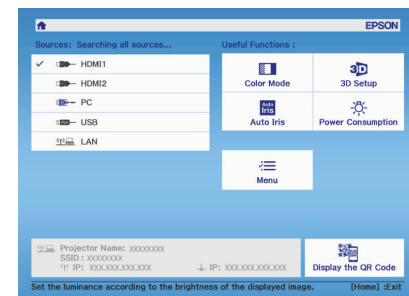 EPSON
Sources: Searching all sources...
Useful Functions :
HDMI1
HDMI2
PC
USB
LAN
Color Mode
3D
3D Setup
Auto
Iris
Auto Iris
Power Consumption
Menu
Projector Name: XXXXXXXX
SSID : XXXXXXXX
IP: XXX.XXX.XXX.XXX
IP: XXX.XXX.XXX.XXX
Display the QR Code
Set the luminance according to the brightness of the displayed image.
[Home] :Exit